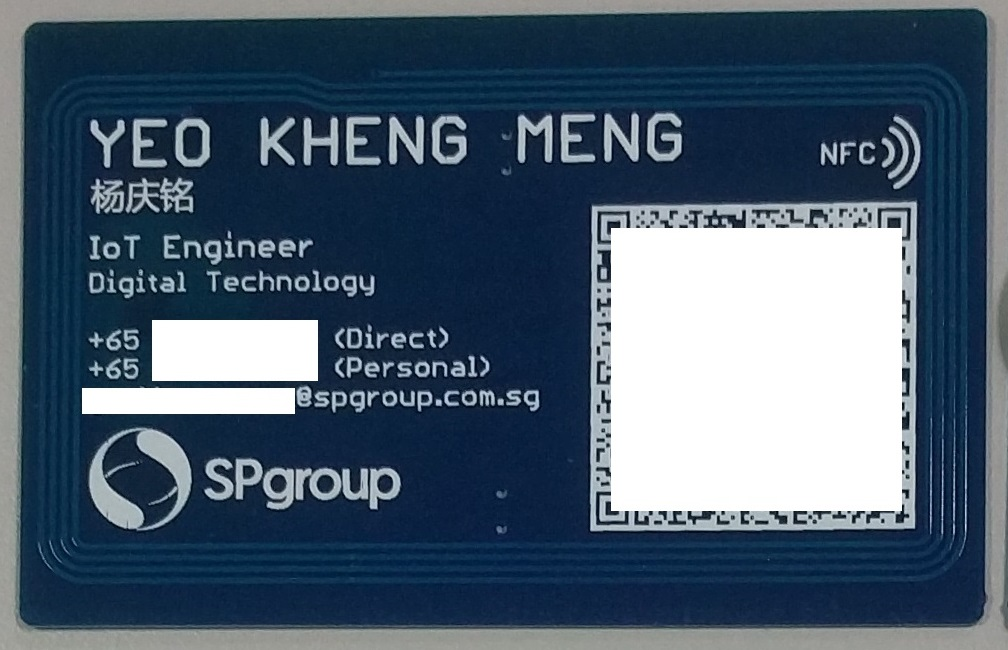 YEO KHENG MENG
NFC
杨庆铭
IoT Engineer
Digital Technology
+65 (Direct)
+65 (Personal)
@spgroup.com.sg
SPgroup